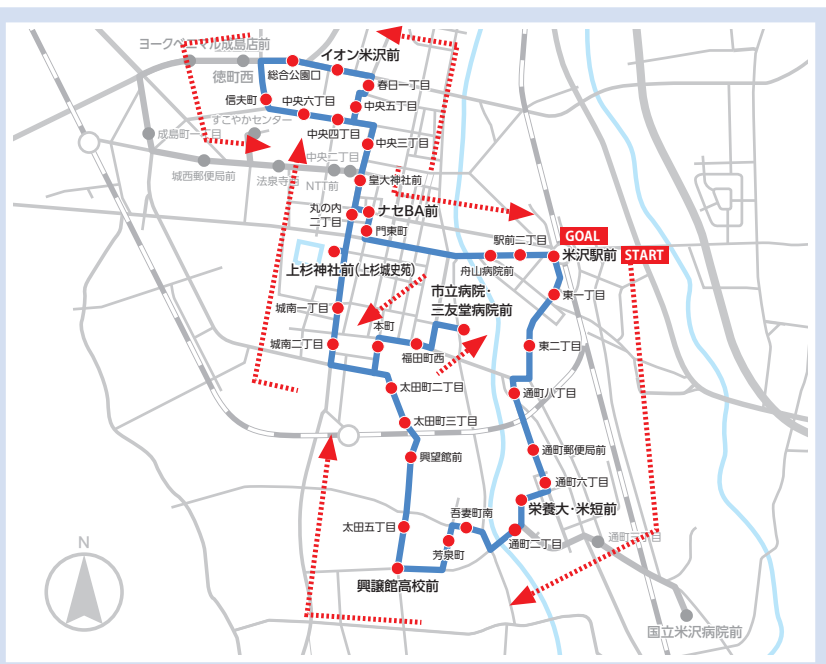 ヨークベニマル成島店前
イオン米沢前
徳町西
総合公園口
春日一丁目
信夫町
中央六丁目
中央五丁目
すこやかセンター
成島町一丁目
中央四丁目
中央三丁目
中央二丁目
城西郵便局前
法泉寺前
NTT前
皇大神社前
丸の内
二丁目
ナセBA前
門東町
駅前二丁目
GOAL
米沢駅前
START
舟山病院前
上杉神社前(上杉城史苑)
市立病院・
三友堂病院前
東一丁目
城南一丁目
本町
城南二丁目
福田町西
東二丁目
太田町二丁目
通町八丁目
太田町三丁目
興望館前
通町郵便局前
通町六丁目
栄養大・米短前
吾妻町南
太田五丁目
芳泉町
通町二丁目
興譲館高校前
国立米沢病院前
N